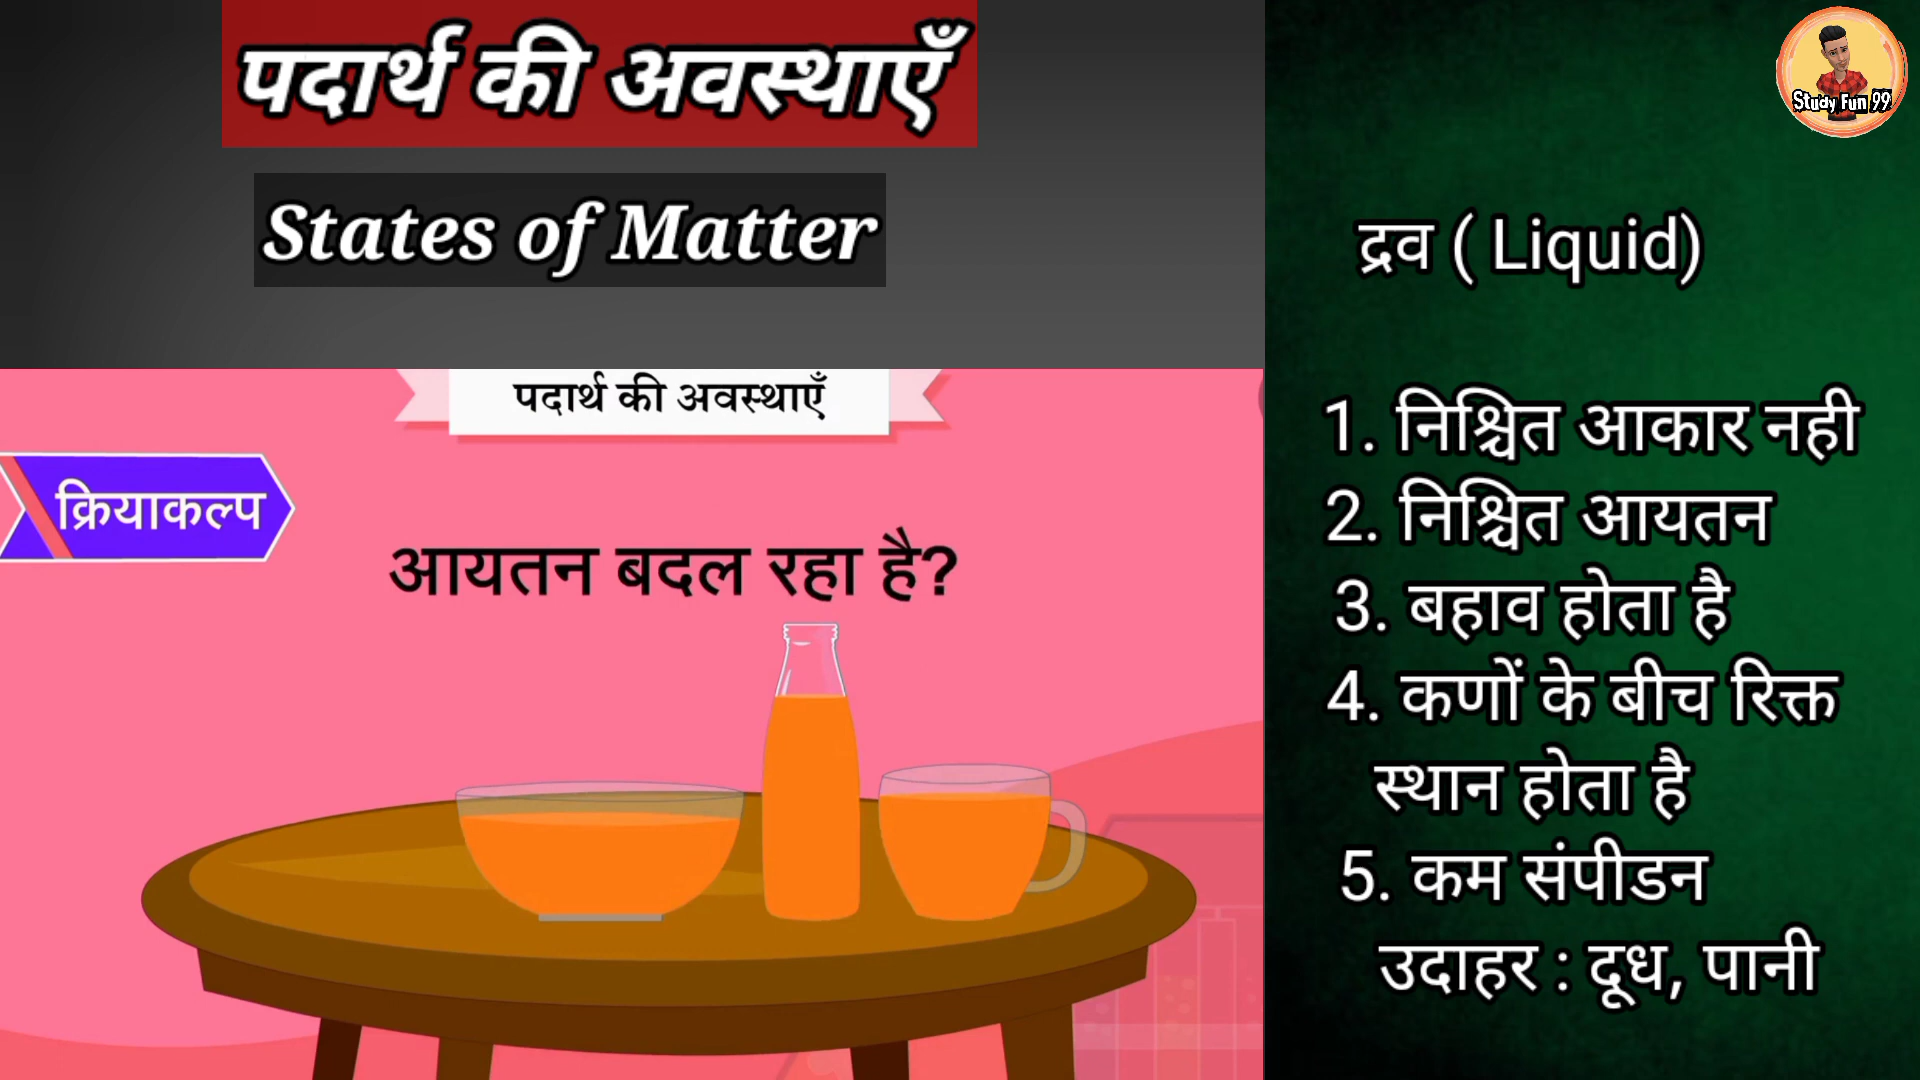 पदार्थ की अवस्थाएँ
States of Matter
पदार्थ की अवस्थाएँ
क्रियाकल्प
आयतन बदल रहा है?
Study Fun 99
द्रव ( Liquid)
1. निश्चित आकार नही
2. निश्चित आयतन
3. बहाव होता है
4. कणों के बीच रिक्त
स्थान होता है
5. कम संपीडन
उदाहर : दूध, पानी